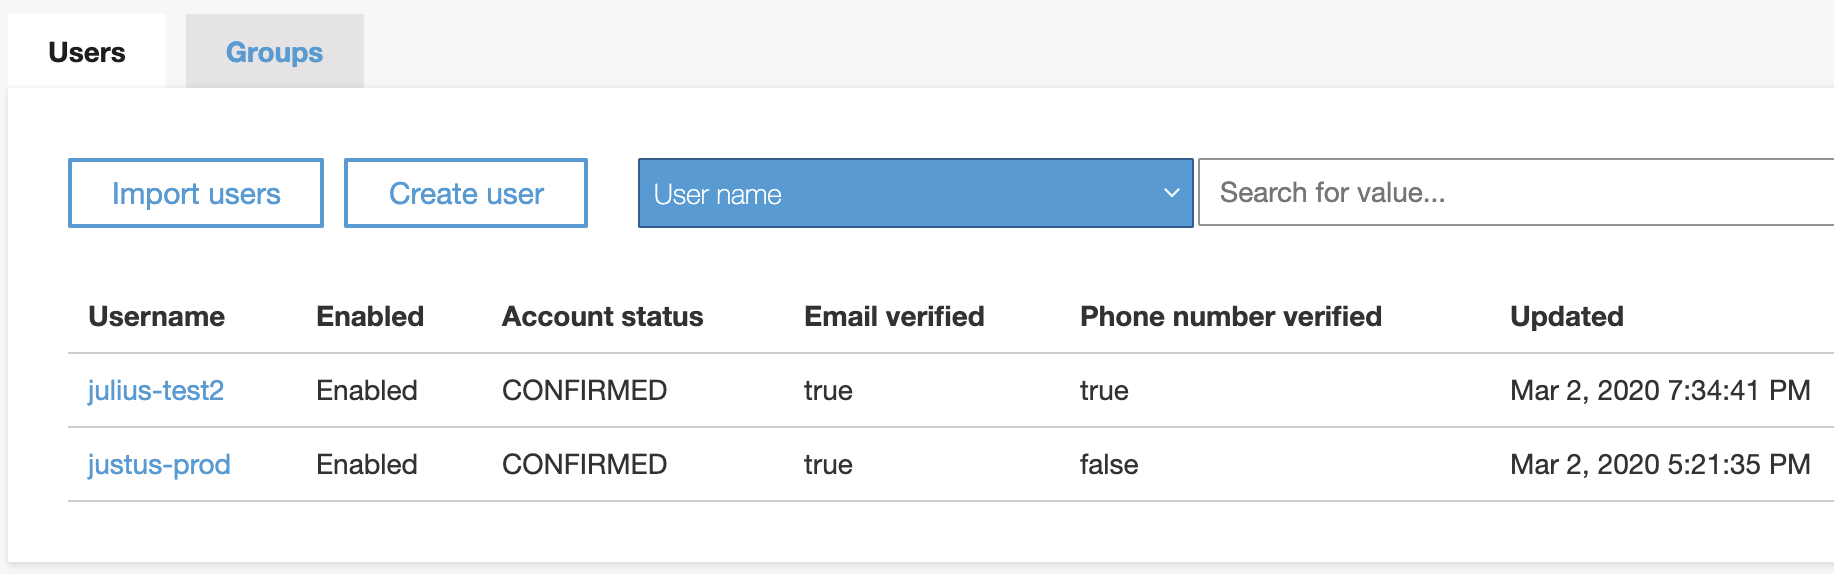 Users Groups
Import users Create user User name Search for value...
Username Enabled Account status Email verified Phone number verified Updated
julius-test2 Enabled CONFIRMED true true Mar 2, 2020 7:34:41 PM
justus-prod Enabled CONFIRMED true false Mar 2, 2020 5:21:35 PM